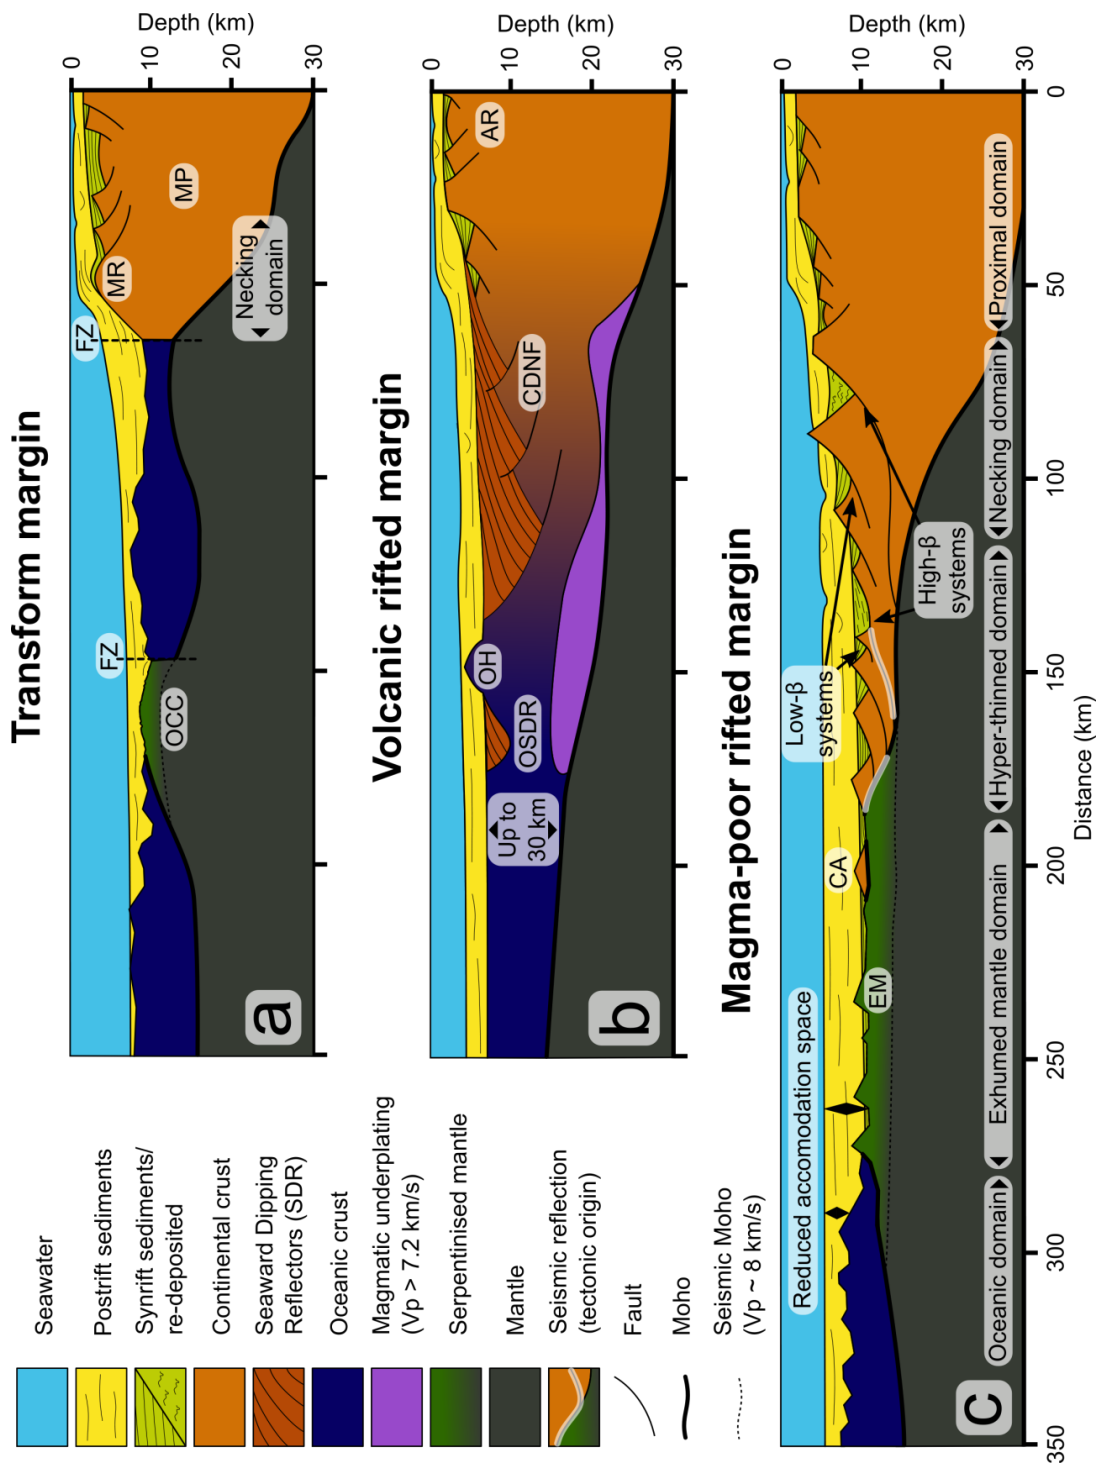 Transform margin
Depth (km)
0
10
20
30
FZ
FZ
MR
MP
OCC
Necking
domain
a
Volcanic rifted margin
Depth (km)
0
10
20
30
AR
CDNF
OH
OSDR
Up to
30 km
b
Magma-poor rifted margin
Depth (km)
0
10
20
30
Reduced accomodation space
Low-β
systems
High-β
systems
CA
EM
Oceanic domain
Exhumed mantle domain
Hyper-thinned domain
Necking domain
Proximal domain
c
350
300
250
200
150
100
50
0
Distance (km)
Seawater
Postrift sediments
Synrift sediments/
re-deposited
Continental crust
Seaward Dipping
Reflectors (SDR)
Oceanic crust
Magmatic underplating
(Vp > 7.2 km/s)
Serpentinised mantle
Mantle
Seismic reflection
(tectonic origin)
Fault
Moho
Seismic Moho
(Vp ~ 8 km/s)